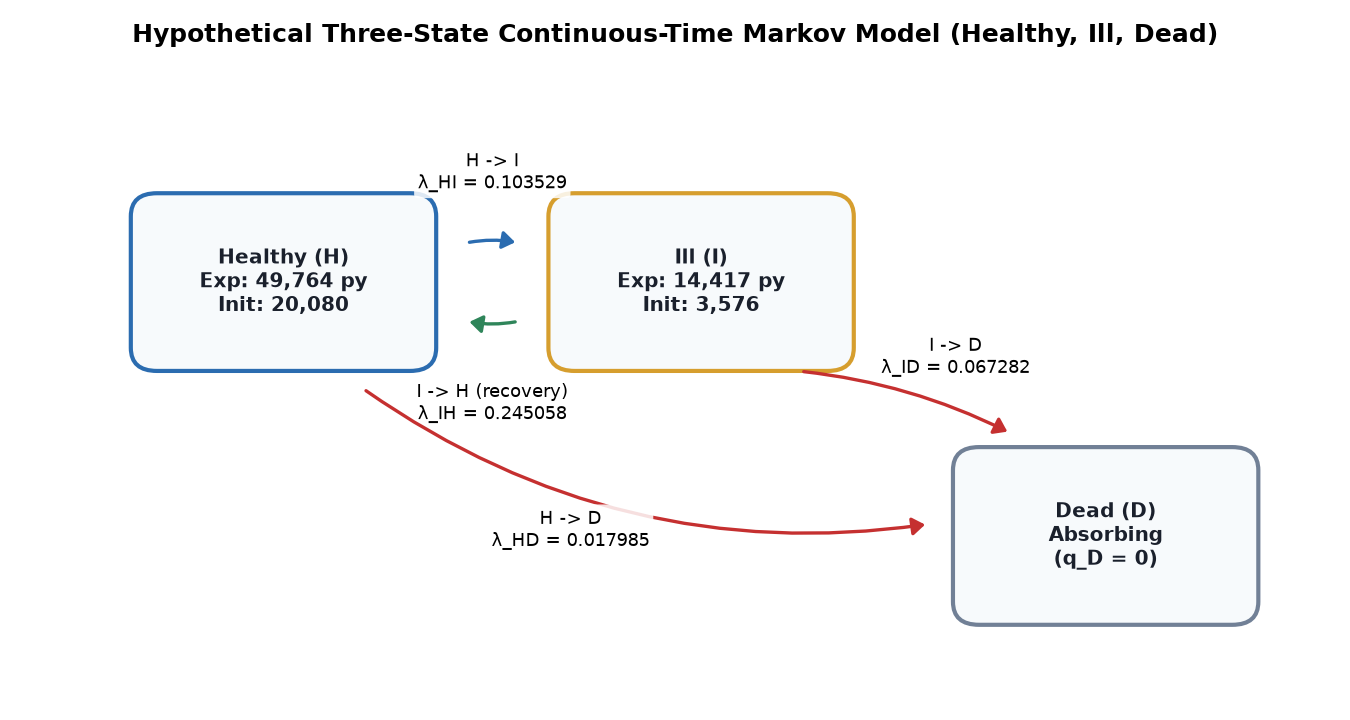 Hypothetical Three-State Continuous-Time Markov Model (Healthy, Ill, Dead)
H -> I
λ_HI = 0.103529
Healthy (H)
Exp: 49,764 py
Init: 20,080
Ill (I)
Exp: 14,417 py
Init: 3,576
I -> D
λ_ID = 0.067282
I -> H (recovery)
λ_IH = 0.245058
H -> D
λ_HD = 0.017985
Dead (D)
Absorbing
(q_D = 0)